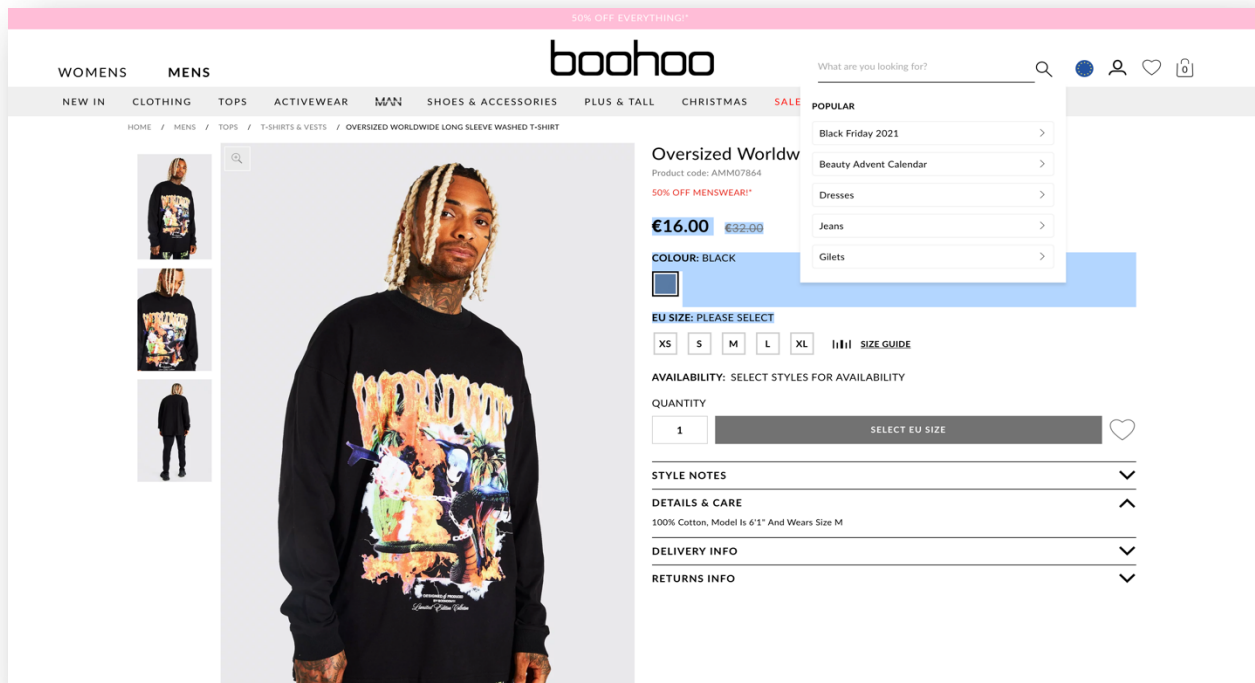 50% OFF EVERYTHING!*
WOMENS
MENS
boohoo
What are you looking for?
0
NEW IN
CLOTHING
TOPS
ACTIVEWEAR
MAN
SHOES & ACCESSORIES
PLUS & TALL
CHRISTMAS
SALE
HOME / MENS / TOPS / T-SHIRTS & VESTS / OVERSIZED WORLDWIDE LONG SLEEVE WASHED T-SHIRT
POPULAR
Black Friday 2021
Beauty Advent Calendar
Dresses
Jeans
Gilets
Oversized Worldw
Product code: AMM07864
50% OFF MENSWEAR!*
€16.00 €32.00
COLOUR: BLACK
EU SIZE: PLEASE SELECT
XS S M L XL SIZE GUIDE
AVAILABILITY: SELECT STYLES FOR AVAILABILITY
QUANTITY
1 SELECT EU SIZE
STYLE NOTES
DETAILS & CARE
100% Cotton, Model Is 6'1" And Wears Size M
DELIVERY INFO
RETURNS INFO
WORLDWIDE
Limited Edition Collection